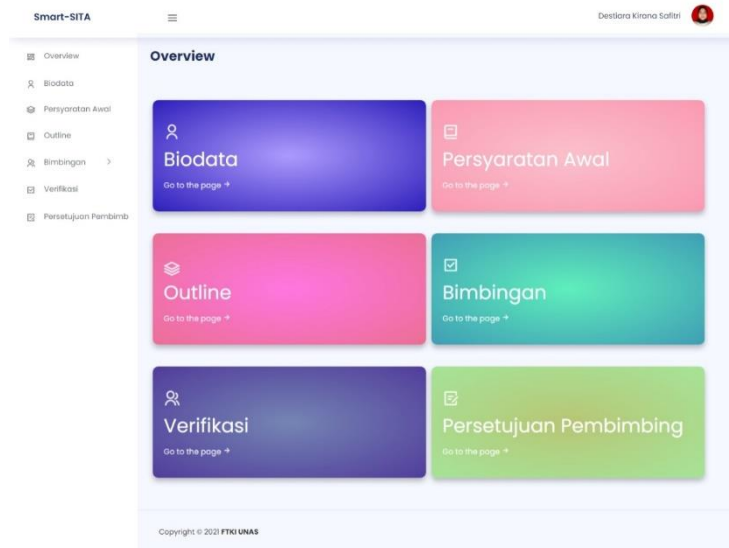 Smart-SITA
Destiara Kirana Safitri
Overview
Biodata
Persyaratan Awal
Outline
Bimbingan
Verifikasi
Persetujuan Pembimb
Overview
Biodata
Go to the page →
Persyaratan Awal
Go to the page →
Outline
Go to the page →
Bimbingan
Go to the page →
Verifikasi
Go to the page →
Persetujuan Pembimbing
Go to the page →
Copyright © 2021 FTKI UNAS